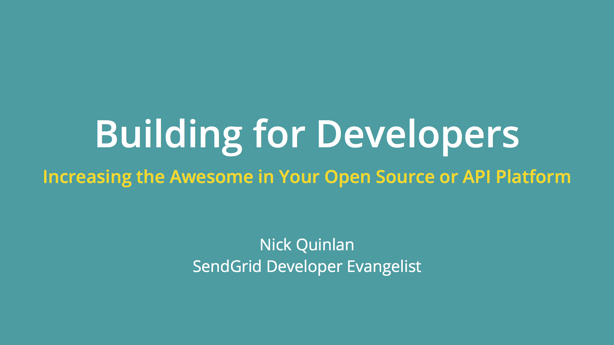 Building for Developers
Increasing the Awesome in Your Open Source or API Platform
Nick Quinlan
SendGrid Developer Evangelist